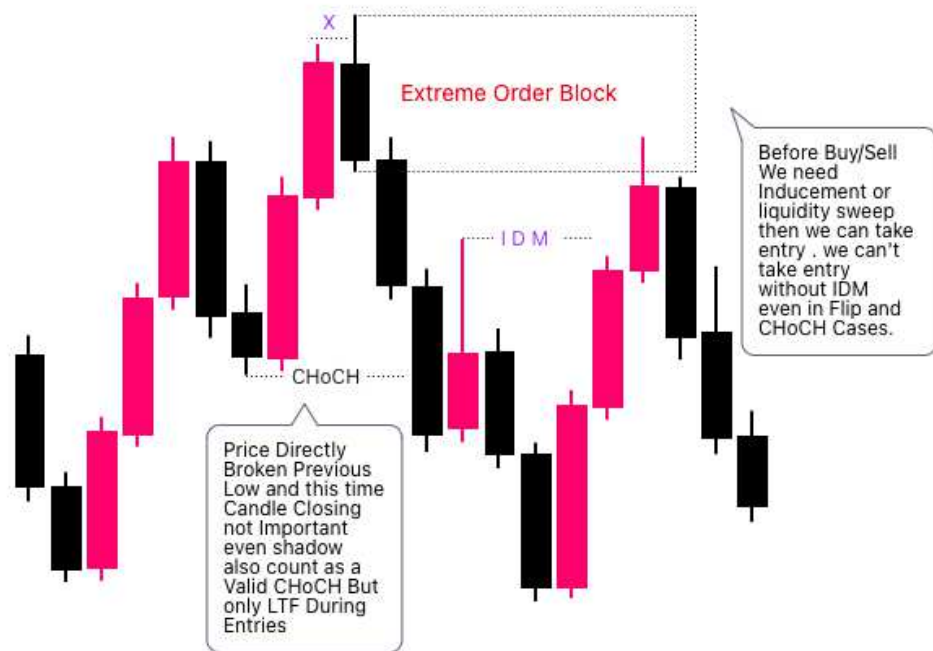 X
Extreme Order Block
Before Buy/Sell
We need
Inducement or
liquidity sweep
then we can take
entry . we can't
take entry
without IDM
even in Flip and
CHoCH Cases.
I D M
CHoCH
Price Directly
Broken Previous
Low and this time
Candle Closing
not Important
even shadow
also count as a
Valid CHoCH But
only LTF During
Entries